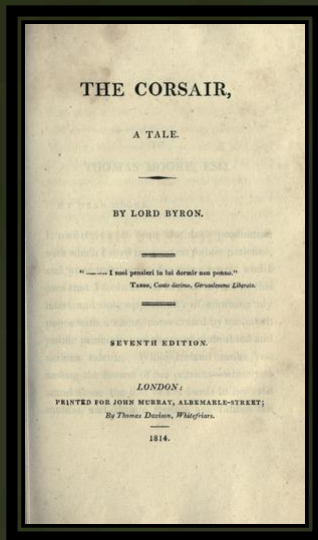 THE CORSAIR,
A TALE.
BY LORD BYRON.
"——— I suoi pensieri in lui dormir non ponno."
TASSO, Canto decimo, Gerusalemme Liberata.
SEVENTH EDITION.
LONDON:
PRINTED FOR JOHN MURRAY, ALBEMARLE-STREET;
By Thomas Davison, Whitefriars.
1814.